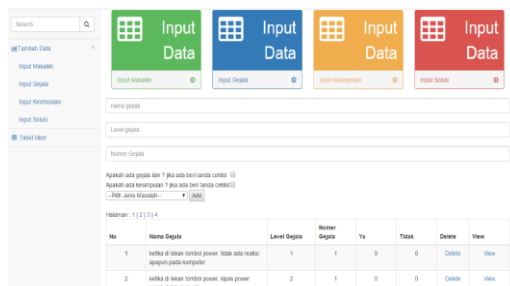 Search...
Tambah Data
Input Masalah
Input Gejala
Input Kesimpulan
Input Solusi
Tabel Vikor
Input Data
Input Masalah
Input Data
Input Gejala
Input Data
Input Kesimpulan
Input Data
Input Solusi
nama gejala
Level gejala
Nomer Gejala
Apakah ada gejala lain ? jika ada beri tanda ceklist
Apakah ada kesimpulan ? jika ada beri tanda ceklist
--Pilih Jenis Masalah-- Add
Halaman : 1 | 2 | 3 | 4
No Nama Gejala Level Gejala Nomer Gejala Ya Tidak Delete View
1 ketika di tekan tombol power, tidak ada reaksi apapun pada komputer 1 1 0 0 Delete View
2 ketika di tekan tombol power, kipas power 2 1 0 0 Delete View